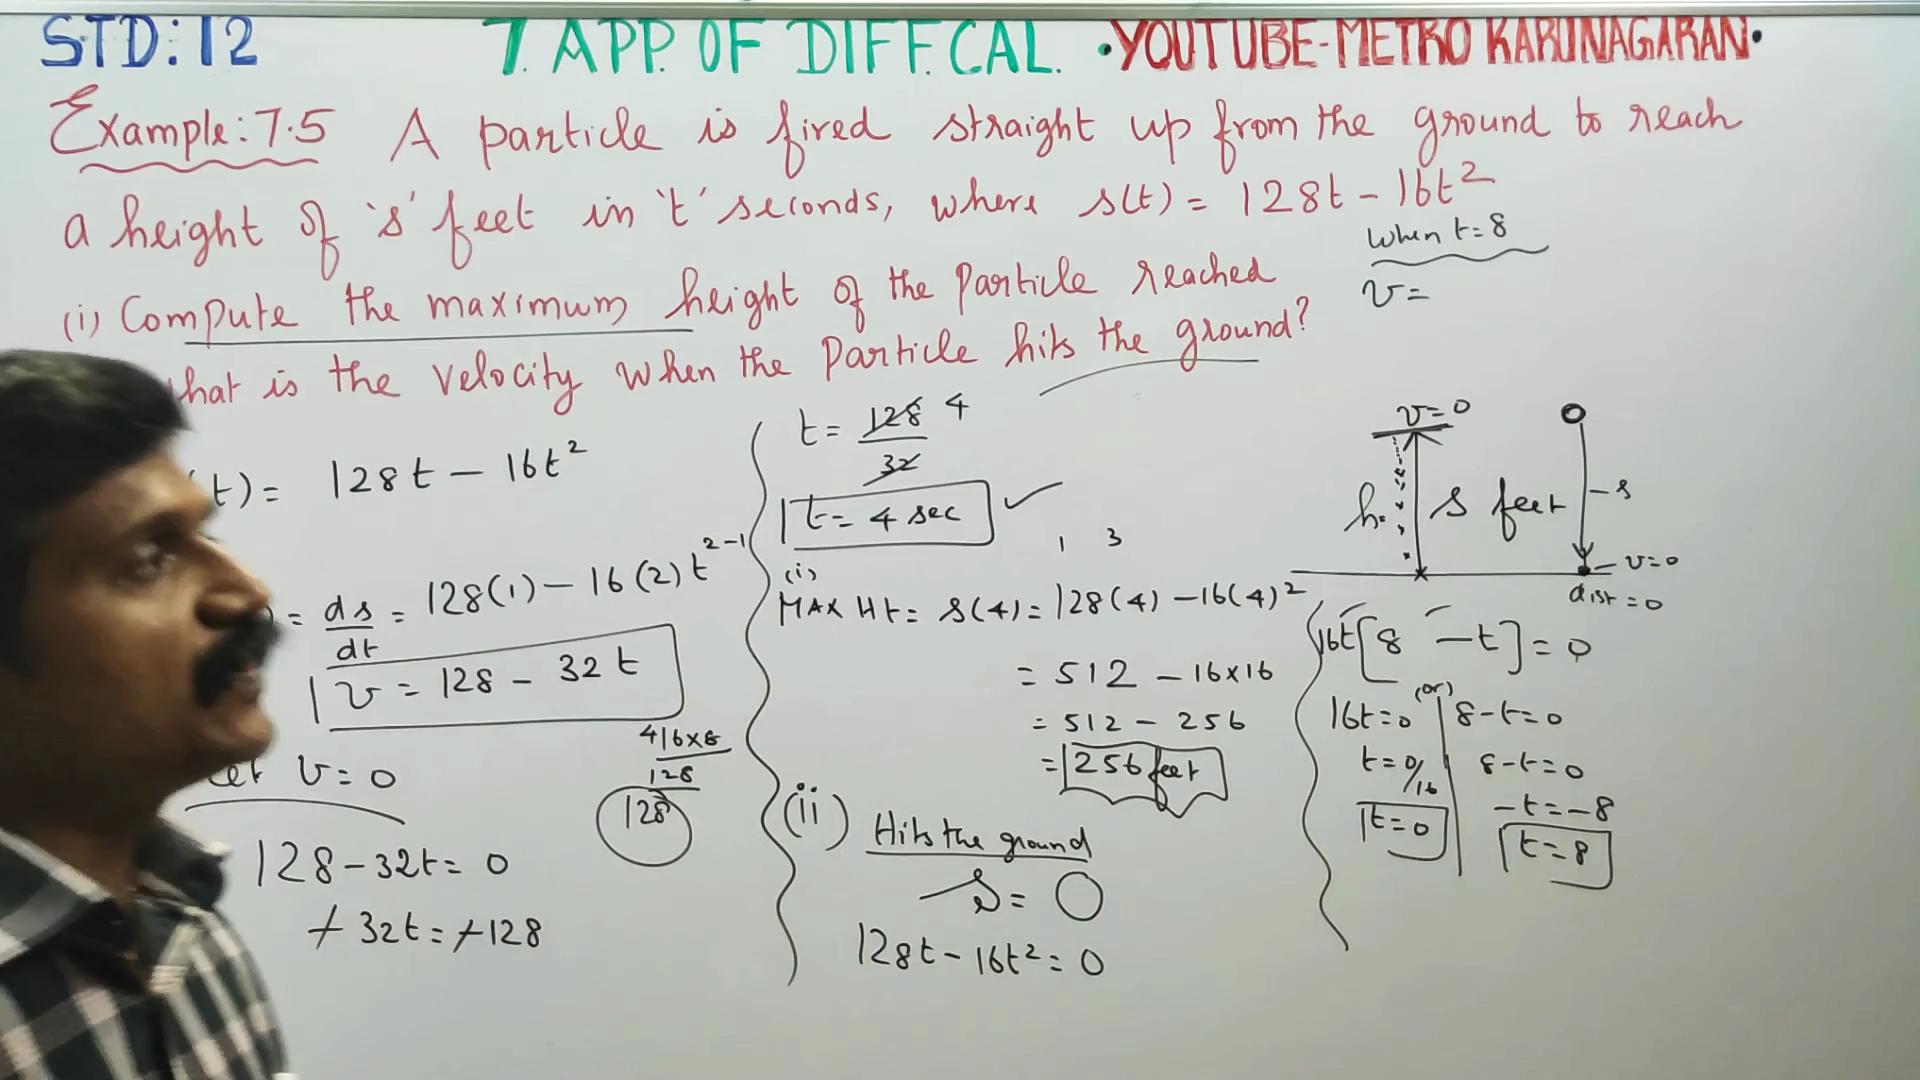 STD: 12 7. APP. OF DIFF. CAL. •YOUTUBE-METRO KARUNAGARAN•
Example: 7.5 A particle is fired straight up from the ground to reach
a height of 's' feet in 't' seconds, where s(t) = 128t - 16t²
(i) Compute the maximum height of the particle reached
what is the velocity when the Particle hits the ground?
When t=8
v=
t) = 128t - 16t²
= ds/dt = 128(1) - 16(2)t²⁻¹
v = 128 - 32t
Let v=0
128-32t=0
-32t=-128
416×8
128
128
t = 128/32 4
t = 4 sec
1 3
(i)
MAX Ht = s(4) = 128(4) - 16(4)²
= 512 - 16×16
= 512 - 256
= 256 feet
(ii) Hits the ground
s = 0
128t - 16t² = 0
v=0
h s feet s
v=0
dist = 0
16t[8 - t] = 0
16t=0 (or) 8-t=0
t=0/16 8-t=0
t=0 -t=-8
t=8